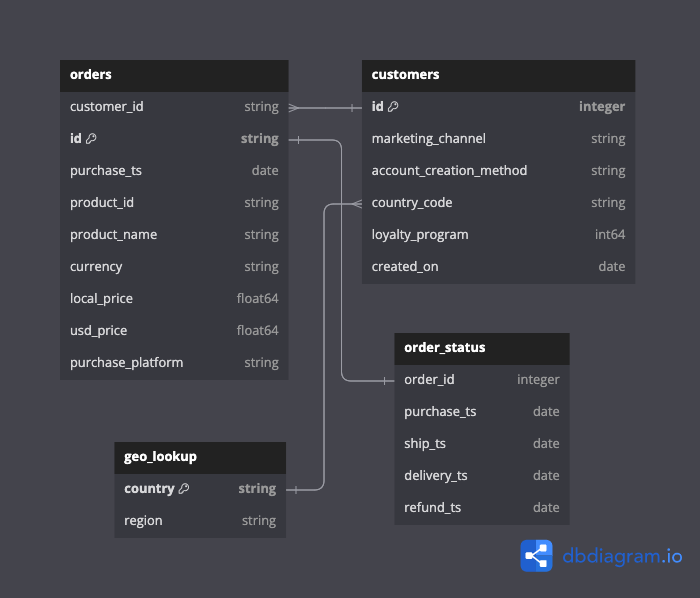 orders
customer_id string
id string
purchase_ts date
product_id string
product_name string
currency string
local_price float64
usd_price float64
purchase_platform string
customers
id integer
marketing_channel string
account_creation_method string
country_code string
loyalty_program int64
created_on date
order_status
order_id integer
purchase_ts date
ship_ts date
delivery_ts date
refund_ts date
geo_lookup
country string
region string
dbdiagram.io